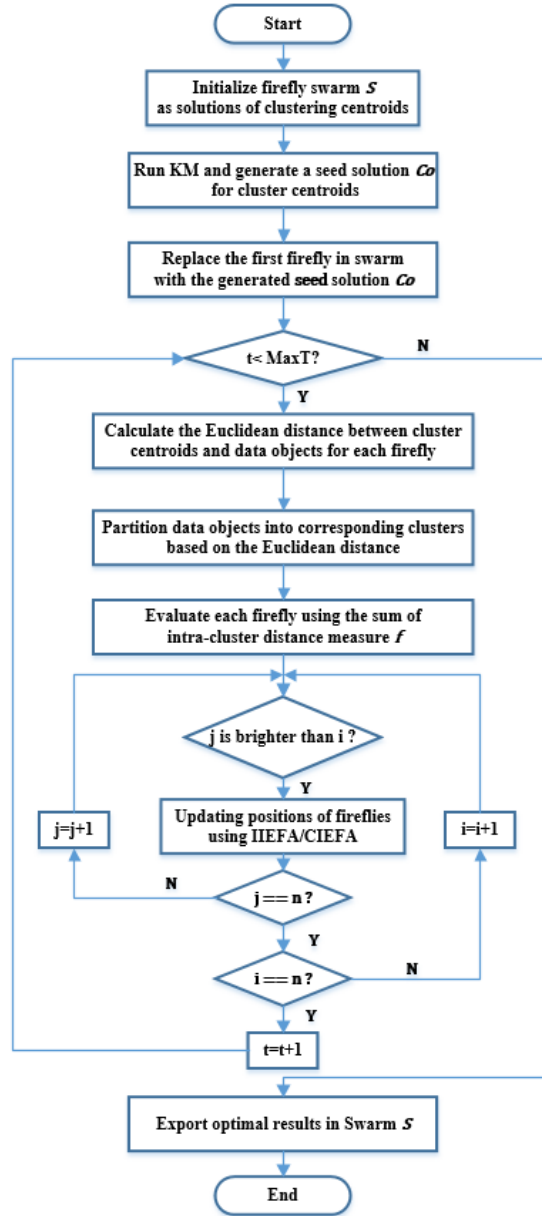 Start
Initialize firefly swarm S
as solutions of clustering centroids
Run KM and generate a seed solution Co
for cluster centroids
Replace the first firefly in swarm
with the generated seed solution Co
t< MaxT?
N
Y
Calculate the Euclidean distance between cluster
centroids and data objects for each firefly
Partition data objects into corresponding clusters
based on the Euclidean distance
Evaluate each firefly using the sum of
intra-cluster distance measure f
j is brighter than i ?
Y
j=j+1
Updating positions of fireflies
using IIEFA/CIEFA
i=i+1
N
j == n ?
Y
i == n ?
N
Y
t=t+1
Export optimal results in Swarm S
End